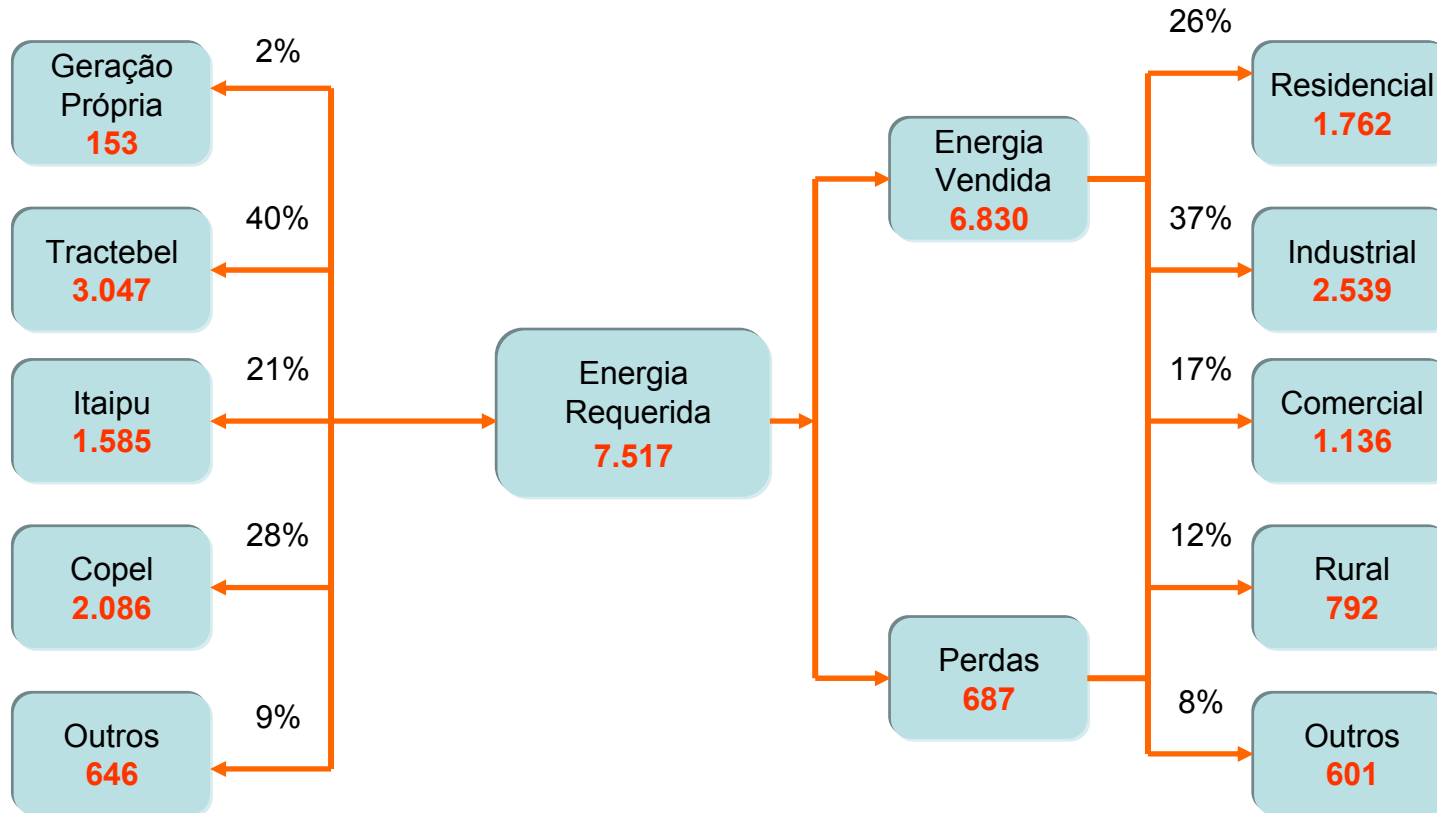 2%
Geração
Própria
153
40%
Tractebel
3.047
21%
Itaipu
1.585
28%
Copel
2.086
9%
Outros
646
Energia
Requerida
7.517
Energia
Vendida
6.830
Perdas
687
26%
Residencial
1.762
37%
Industrial
2.539
17%
Comercial
1.136
12%
Rural
792
8%
Outros
601